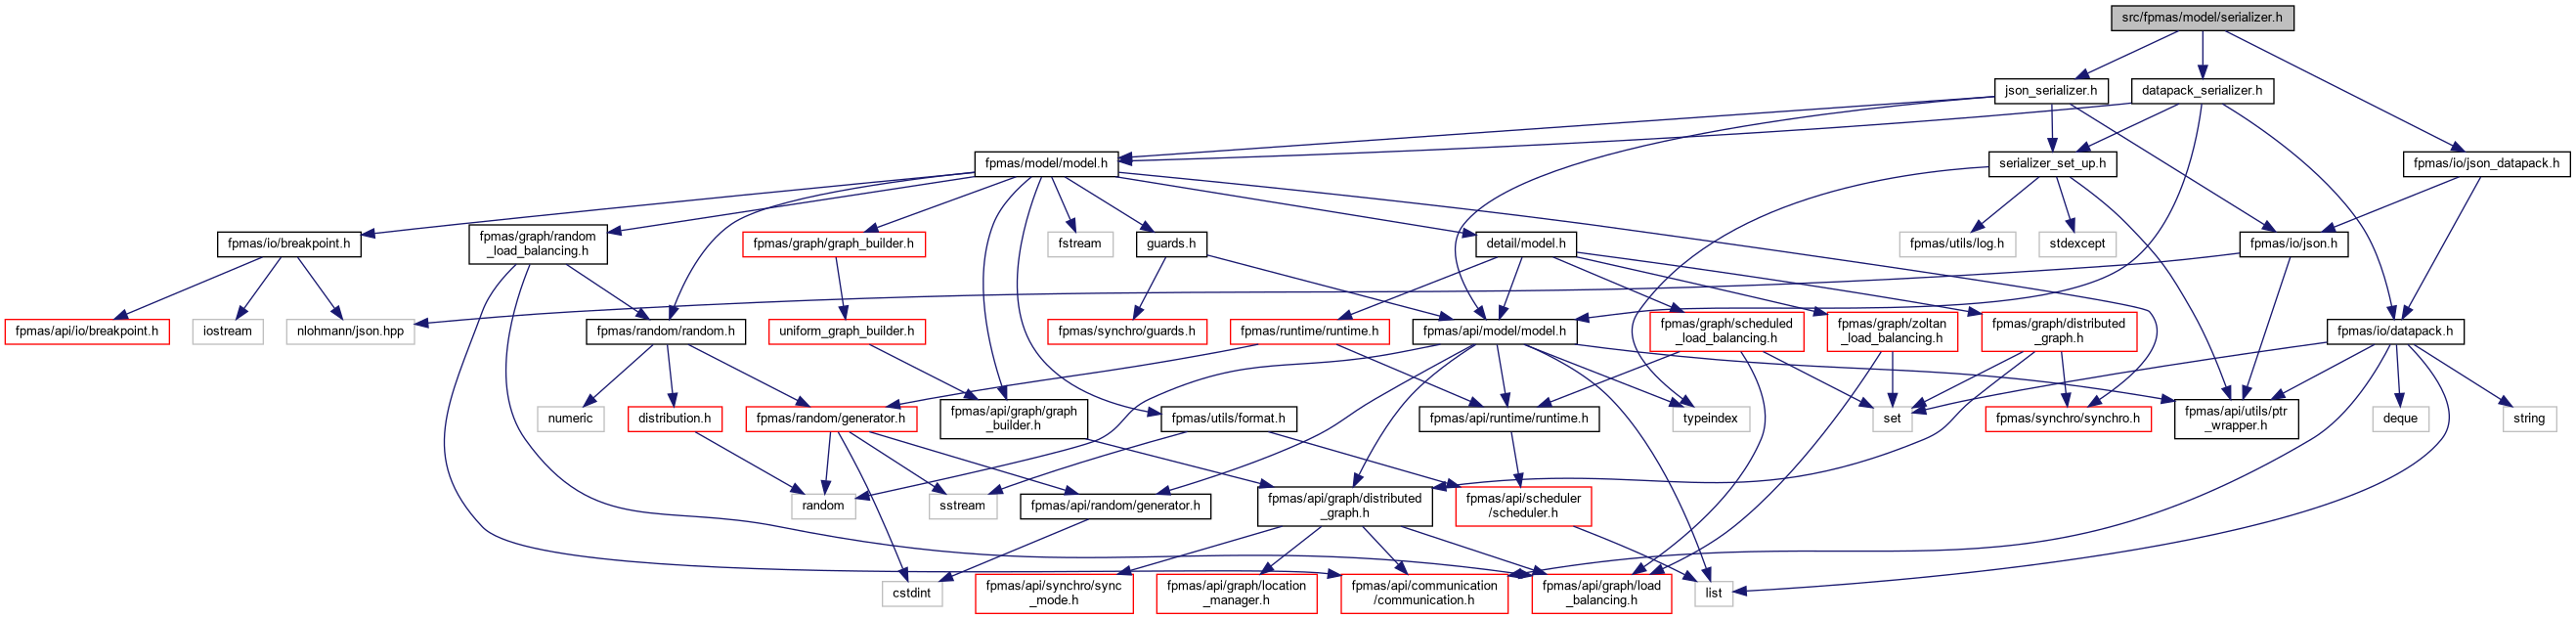 src/fpmas/model/serializer.h
json_serializer.h
datapack_serializer.h
fpmas/model/model.h
serializer_set_up.h
fpmas/io/json_datapack.h
fpmas/io/breakpoint.h
fpmas/graph/random
_load_balancing.h
fpmas/graph/graph_builder.h
fstream
guards.h
detail/model.h
fpmas/utils/log.h
stdexcept
fpmas/io/json.h
fpmas/api/io/breakpoint.h
iostream
nlohmann/json.hpp
fpmas/random/random.h
uniform_graph_builder.h
fpmas/synchro/guards.h
fpmas/runtime/runtime.h
fpmas/api/model/model.h
fpmas/graph/scheduled
_load_balancing.h
fpmas/graph/zoltan
_load_balancing.h
fpmas/graph/distributed
_graph.h
fpmas/io/datapack.h
numeric
distribution.h
fpmas/random/generator.h
fpmas/api/graph/graph
_builder.h
fpmas/utils/format.h
fpmas/api/runtime/runtime.h
typeindex
set
fpmas/synchro/synchro.h
fpmas/api/utils/ptr
_wrapper.h
deque
string
random
sstream
fpmas/api/random/generator.h
fpmas/api/graph/distributed
_graph.h
fpmas/api/scheduler
/scheduler.h
cstdint
fpmas/api/synchro/sync
_mode.h
fpmas/api/graph/location
_manager.h
fpmas/api/communication
/communication.h
fpmas/api/graph/load
_balancing.h
list